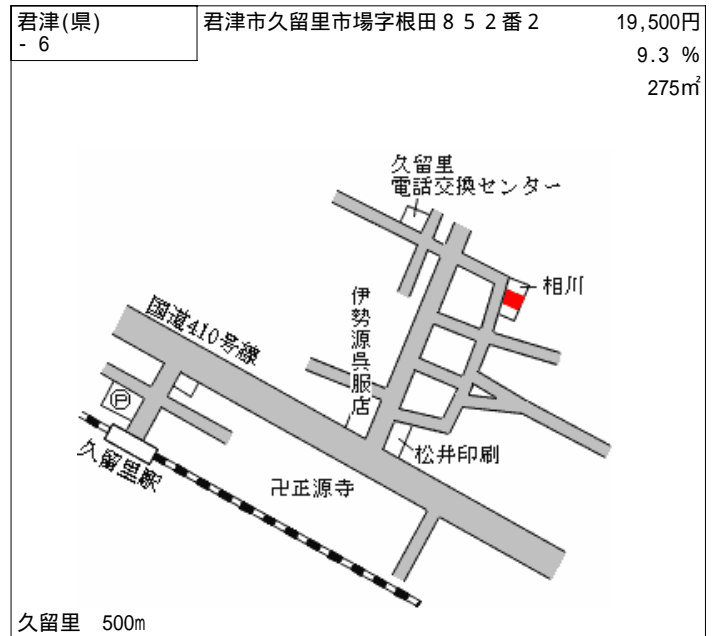 君津(県)
- 6
君津市久留里市場字根田８５２番2
19,500円
9.3 %
275㎡
久留里
電話交換センター
相川
伊勢源呉服店
国道410号線
Ⓟ
久留里駅
松井印刷
卍正源寺
久留里 500m